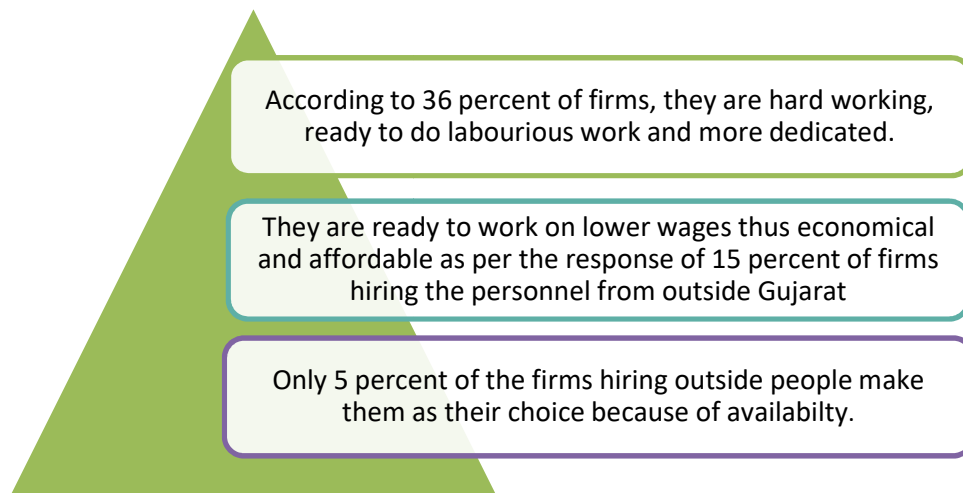 According to 36 percent of firms, they are hard working,
ready to do labourious work and more dedicated.
They are ready to work on lower wages thus economical
and affordable as per the response of 15 percent of firms
hiring the personnel from outside Gujarat
Only 5 percent of the firms hiring outside people make
them as their choice because of availabilty.